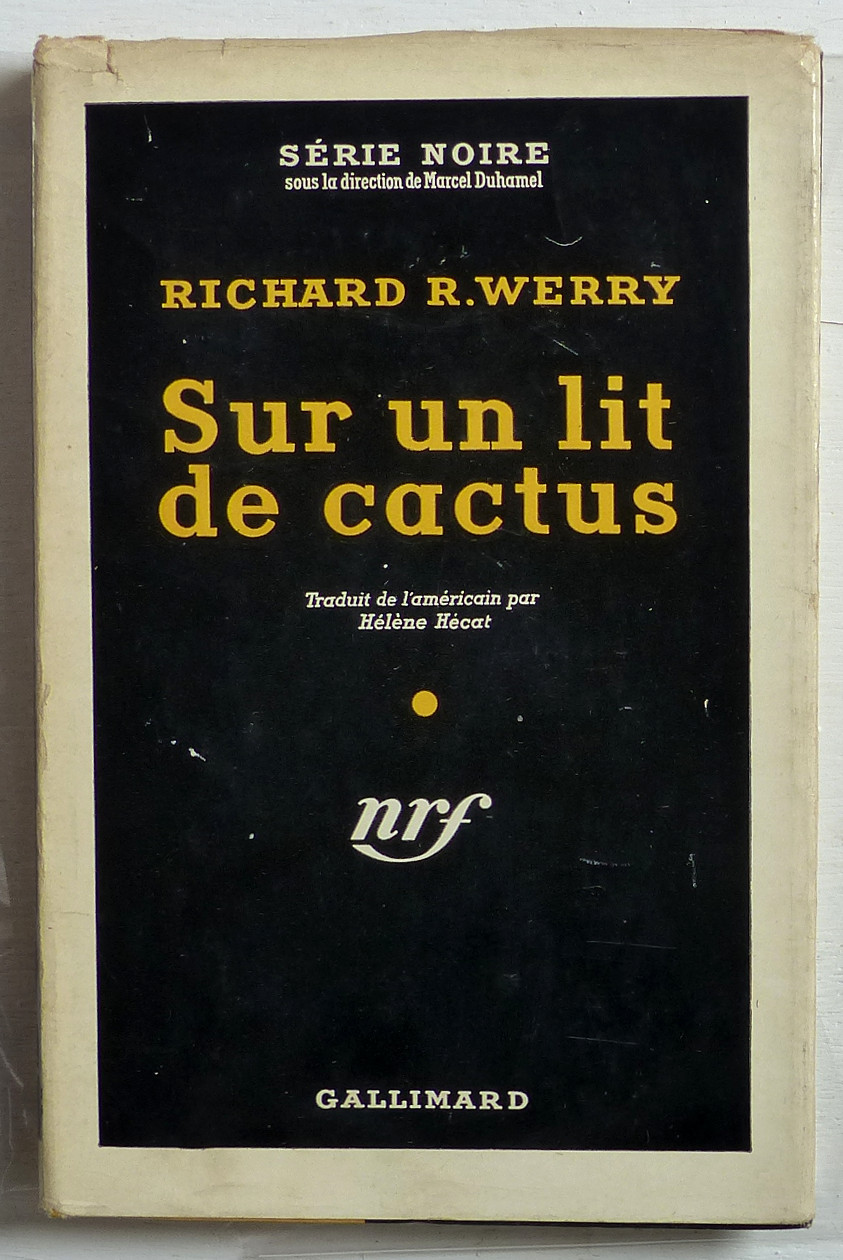 SÉRIE NOIRE
sous la direction de Marcel Duhamel
RICHARD R. WERRY
Sur un lit
de cactus
Traduit de l'américain par
Hélène Hécat
nrf
GALLIMARD